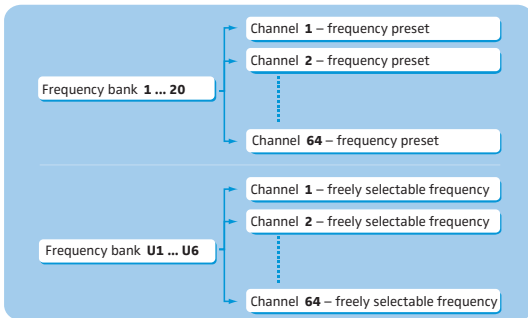 Channel 1 – frequency preset
Channel 2 – frequency preset
Frequency bank 1 ... 20
Channel 64 – frequency preset
Channel 1 – freely selectable frequency
Channel 2 – freely selectable frequency
Frequency bank U1 ... U6
Channel 64 – freely selectable frequency